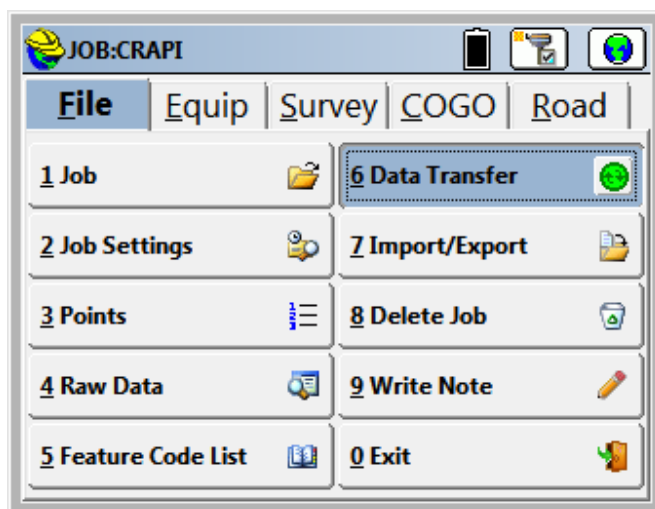 JOB:CRAPI
File Equip Survey COGO Road
1 Job
6 Data Transfer
2 Job Settings
7 Import/Export
3 Points
8 Delete Job
4 Raw Data
9 Write Note
5 Feature Code List
0 Exit